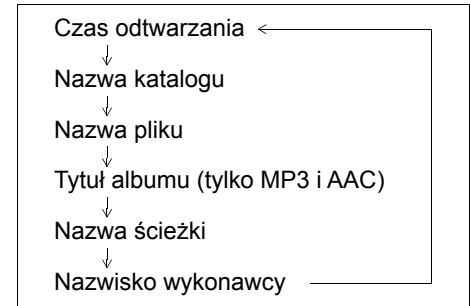 Czas odtwarzania
Nazwa katalogu
Nazwa pliku
Tytuł albumu (tylko MP3 i AAC)
Nazwa ścieżki
Nazwisko wykonawcy